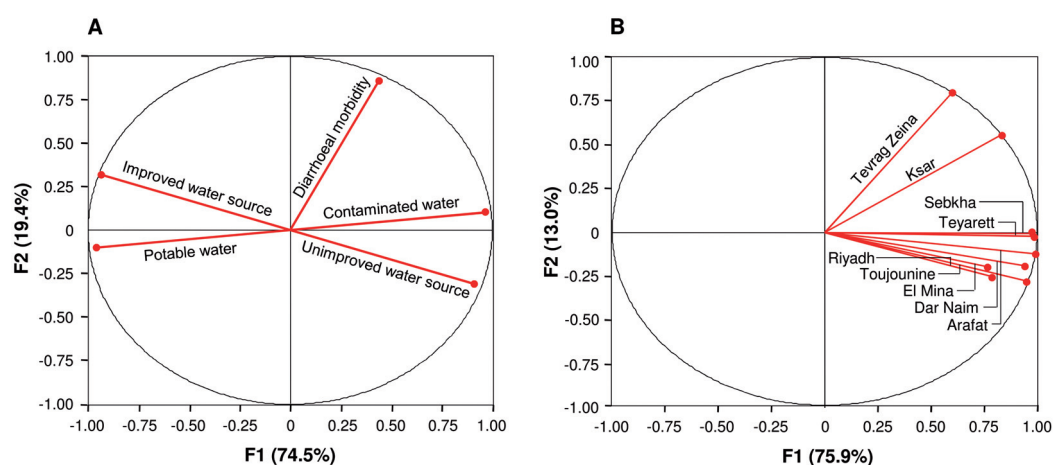 A
1.00
0.75
0.50
0.25
0
-0.25
-0.50
-0.75
-1.00
F2 (19.4%)
Diarrhoeal morbidity
Improved water source
Contaminated water
Potable water
Unimproved water source
-1.00 -0.75 -0.50 -0.25 0 0.25 0.50 0.75 1.00
F1 (74.5%)
B
1.00
0.75
0.50
0.25
0
-0.25
-0.50
-0.75
-1.00
F2 (13.0%)
Tevrag Zeina
Ksar
Sebkha
Teyarett
Riyadh
Toujounine
El Mina
Dar Naim
Arafat
-1.00 -0.75 -0.50 -0.25 0 0.25 0.50 0.75 1.00
F1 (75.9%)